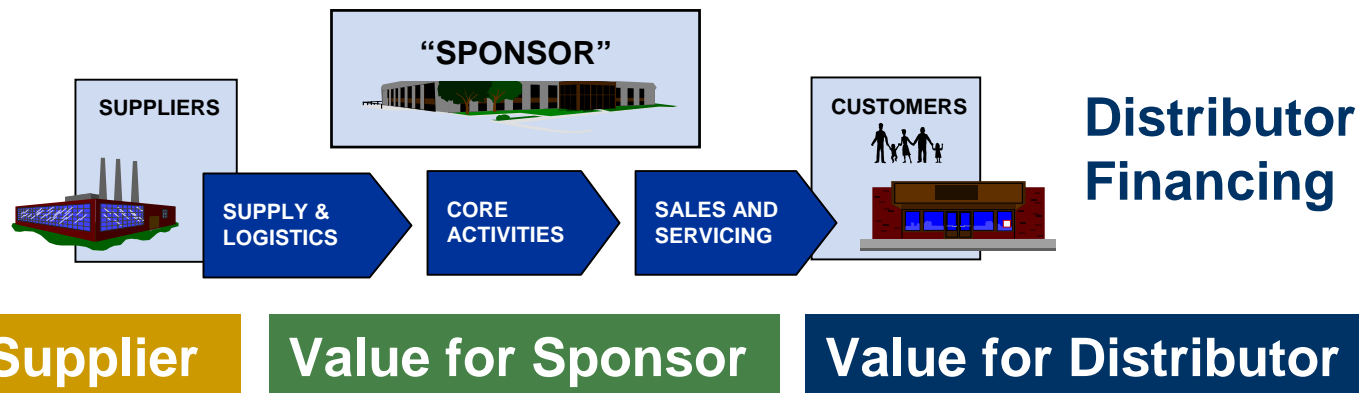 “SPONSOR”
SUPPLIERS
CUSTOMERS
Distributor
Financing
SUPPLY &
LOGISTICS
CORE
ACTIVITIES
SALES AND
SERVICING
Supplier
Value for Sponsor
Value for Distributor